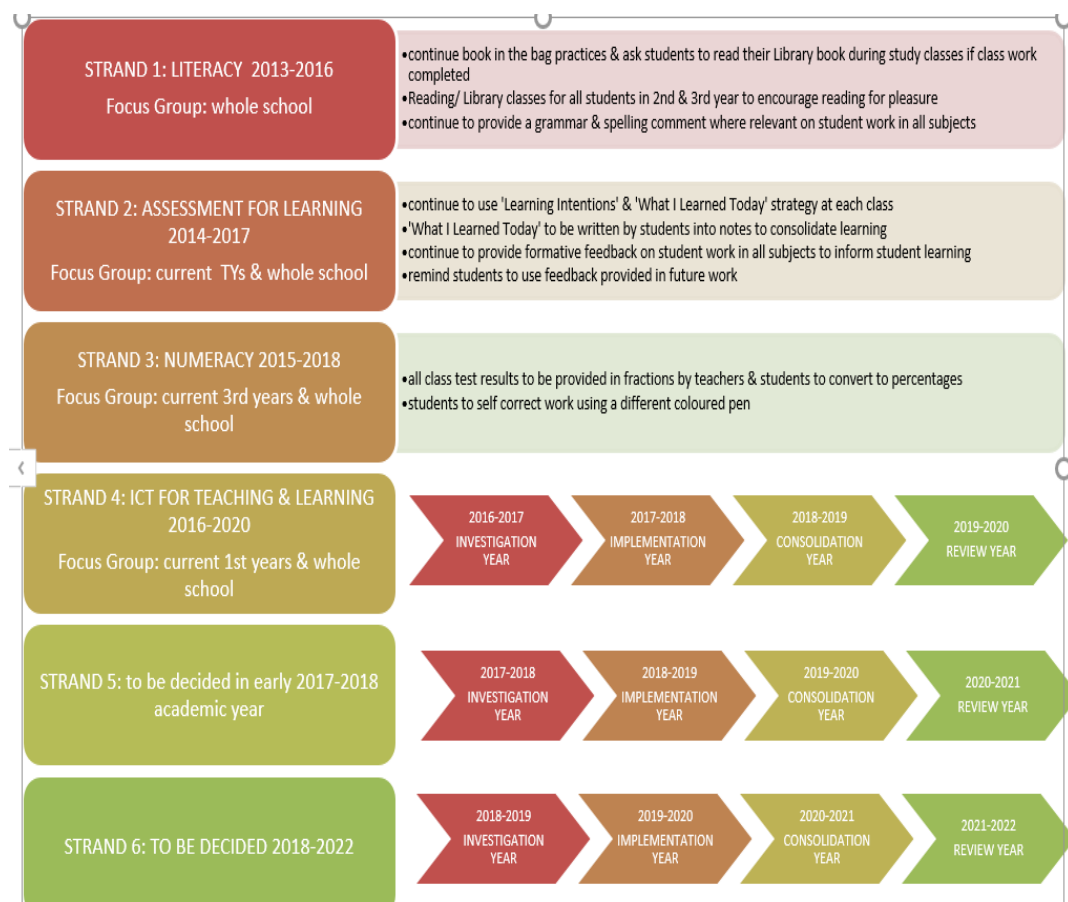 STRAND 1: LITERACY 2013-2016
Focus Group: whole school
•continue book in the bag practices & ask students to read their Library book during study classes if class work
completed
•Reading/ Library classes for all students in 2nd & 3rd year to encourage reading for pleasure
•continue to provide a grammar & spelling comment where relevant on student work in all subjects
STRAND 2: ASSESSMENT FOR LEARNING
2014-2017
Focus Group: current TYs & whole school
•continue to use 'Learning Intentions' & 'What I Learned Today' strategy at each class
•'What I Learned Today' to be written by students into notes to consolidate learning
•continue to provide formative feedback on student work in all subjects to inform student learning
•remind students to use feedback provided in future work
STRAND 3: NUMERACY 2015-2018
Focus Group: current 3rd years & whole
school
•all class test results to be provided in fractions by teachers & students to convert to percentages
•students to self correct work using a different coloured pen
STRAND 4: ICT FOR TEACHING & LEARNING
2016-2020
Focus Group: current 1st years & whole
school
2016-2017
INVESTIGATION
YEAR
2017-2018
IMPLEMENTATION
YEAR
2018-2019
CONSOLIDATION
YEAR
2019-2020
REVIEW YEAR
STRAND 5: to be decided in early 2017-2018
academic year
2017-2018
INVESTIGATION
YEAR
2018-2019
IMPLEMENTATION
YEAR
2019-2020
CONSOLIDATION
YEAR
2020-2021
REVIEW YEAR
STRAND 6: TO BE DECIDED 2018-2022
2018-2019
INVESTIGATION
YEAR
2019-2020
IMPLEMENTATION
YEAR
2020-2021
CONSOLIDATION
YEAR
2021-2022
REVIEW YEAR